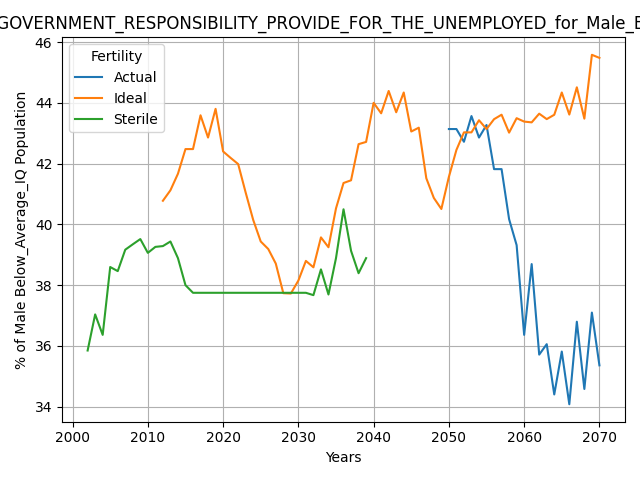 GOVERNMENT_RESPONSIBILITY_PROVIDE_FOR_THE_UNEMPLOYED_for_Male_
Fertility
Actual
Ideal
Sterile
% of Male Below_Average_IQ Population
46
44
42
40
38
36
34
2000
2010
2020
2030
2040
2050
2060
2070
Years